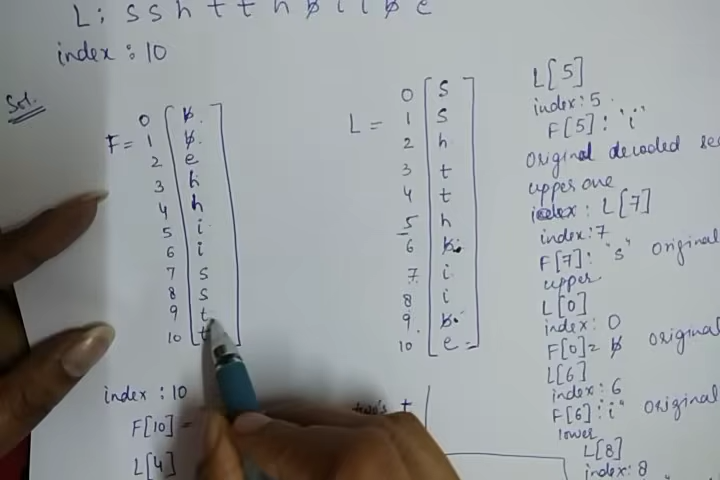 L: s s h t t h b̸ i i b̸ e
index: 10
Sol.
F =
0 b̸
1 b̸
2 e
3 h
4 h
5 i
6 i
7 s
8 s
9 t
10 t
L =
0 s
1 s
2 h
3 t
4 t
5 h
6 b̸
7 i
8 i
9 b̸
10 e
index: 10
F[10] =
L[4]
L[5]
index: 5
F[5]: "i"
Original decoded
upper one
index: L[7]
index: 7
F[7]: "s" Original
upper
L[0]
index: 0
F[0]= b̸ original
L[6]
index: 6
F[6]: "i" Original
lower
L[8]
index: 8